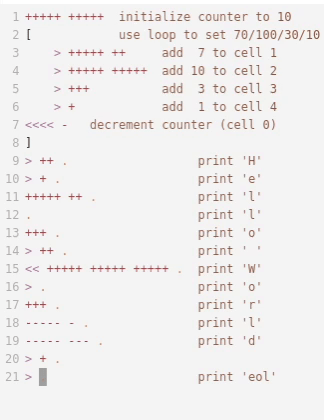 1 +++++ +++++ initialize counter to 10
2 [ use loop to set 70/100/30/10
3 > +++++ ++ add 7 to cell 1
4 > +++++ +++++ add 10 to cell 2
5 > +++ add 3 to cell 3
6 > + add 1 to cell 4
7 <<<< - decrement counter (cell 0)
8 ]
9 > ++ . print 'H'
10 > + . print 'e'
11 +++++ ++ . print 'l'
12 . print 'l'
13 +++ . print 'o'
14 > ++ . print ' '
15 << +++++ +++++ +++++ . print 'W'
16 > . print 'o'
17 +++ . print 'r'
18 ----- - . print 'l'
19 ----- --- . print 'd'
20 > + .
21 > print 'eol'